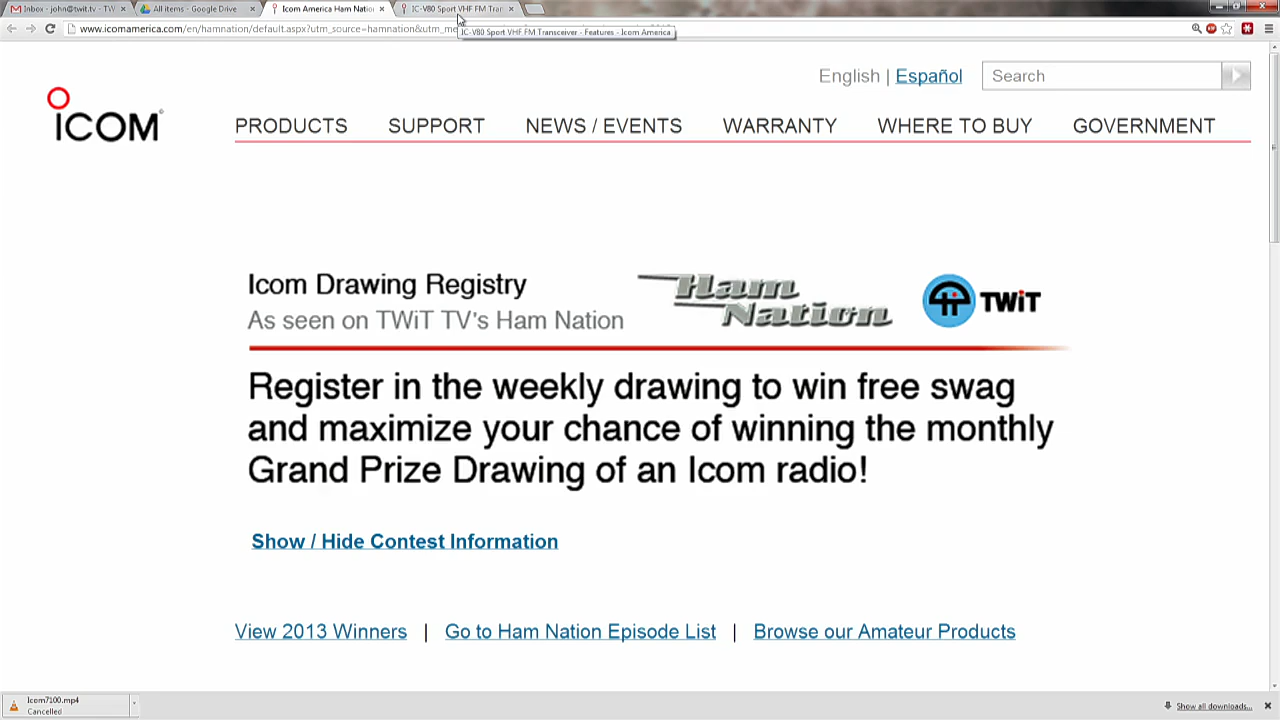 Inbox - john@twit.tv - TW
All items - Google Drive
Icom America Ham Nation
IC-V80 Sport VHF FM Tran
www.icomamerica.com/en/hamnation/default.aspx?utm_source=hamnation&utm_me
IC-V80 Sport VHF FM Transceiver - Features - Icom America
English | Español
Search
ICOM
PRODUCTS
SUPPORT
NEWS / EVENTS
WARRANTY
WHERE TO BUY
GOVERNMENT
Icom Drawing Registry
As seen on TWiT TV's Ham Nation
Ham
Nation
TWiT
Register in the weekly drawing to win free swag
and maximize your chance of winning the monthly
Grand Prize Drawing of an Icom radio!
Show / Hide Contest Information
View 2013 Winners | Go to Ham Nation Episode List | Browse our Amateur Products
Icom7100.mp4
Cancelled
Show all downloads...